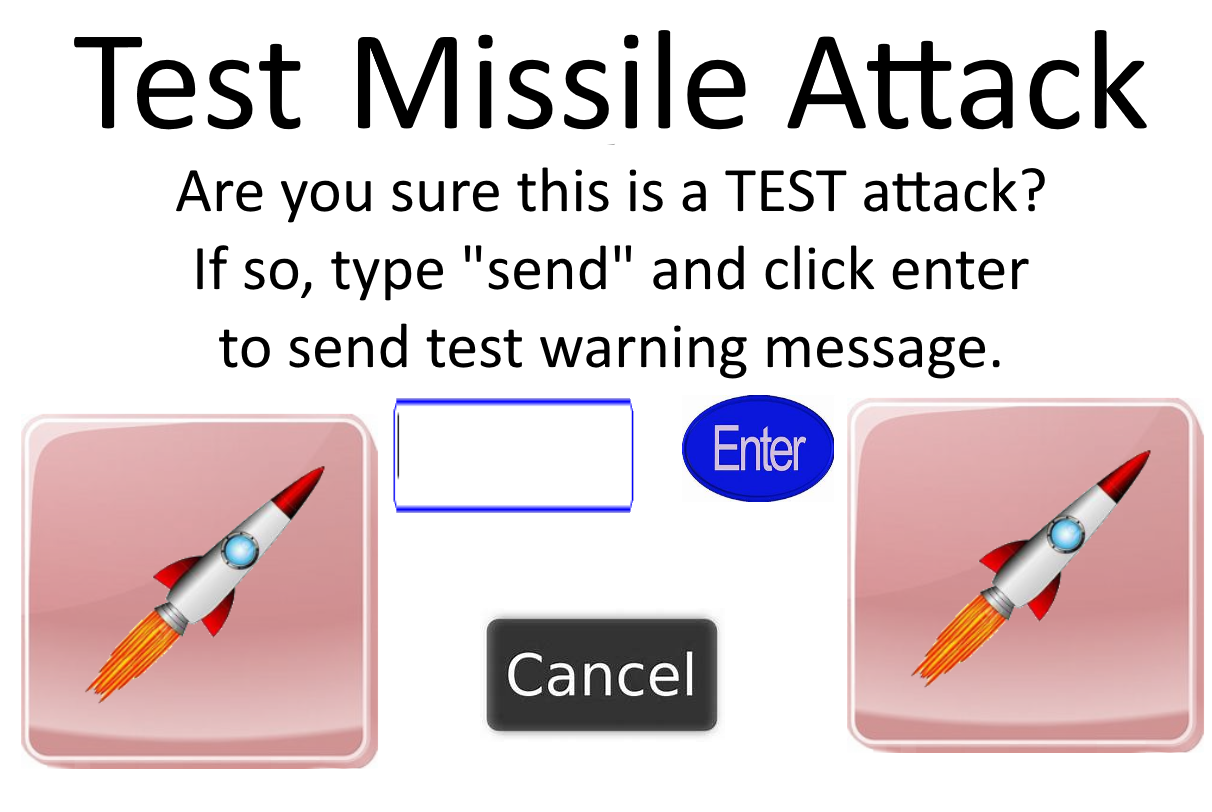 Test Missile Attack
Are you sure this is a TEST attack?
If so, type "send" and click enter
to send test warning message.
Enter
Cancel